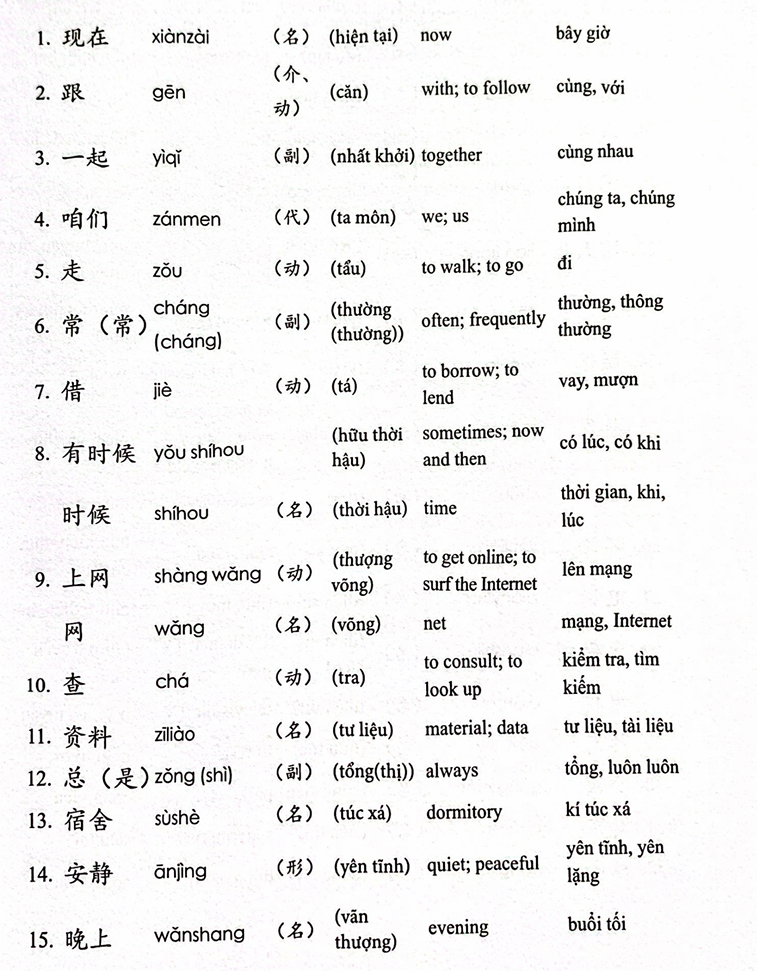 1. 现在 xiànzài （名） (hiện tại) now bây giờ
2. 跟 gēn （介、动） (căn) with; to follow cùng, với
3. 一起 yìqǐ （副） (nhất khởi) together cùng nhau
4. 咱们 zánmen （代） (ta môn) we; us chúng ta, chúng mình
5. 走 zǒu （动） (tẩu) to walk; to go đi
6. 常（常） cháng (cháng) （副） (thường (thường)) often; frequently thường, thông thường
7. 借 jiè （动） (tá) to borrow; to lend vay, mượn
8. 有时候 yǒu shíhou (hữu thời hậu) sometimes; now and then có lúc, có khi
时候 shíhou （名） (thời hậu) time thời gian, khi, lúc
9. 上网 shàng wǎng （动） (thượng võng) to get online; to surf the Internet lên mạng
网 wǎng （名） (võng) net mạng, Internet
10. 查 chá （动） (tra) to consult; to look up kiểm tra, tìm kiếm
11. 资料 zīliào （名） (tư liệu) material; data tư liệu, tài liệu
12. 总（是） zǒng (shì) （副） (tổng(thị)) always tổng, luôn luôn
13. 宿舍 sùshè （名） (túc xá) dormitory kí túc xá
14. 安静 ānjìng （形） (yên tĩnh) quiet; peaceful yên tĩnh, yên lặng
15. 晚上 wǎnshang （名） (vãn thượng) evening buổi tối